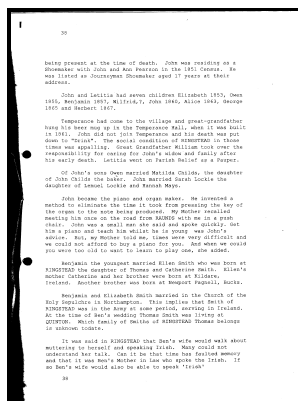 38
being present at the time of death. John was residing as a
Shoemaker with John and Ann Pearson in the 1851 Census. He
was listed as Journeyman Shoemaker aged 17 years at their
address.
John and Letitia had seven children Elizabeth 1853, Owen
1855, Benjamin 1857, Wilfrid,?, John 1860, Alice 1863, George
1865 and Herbert 1867.
Temperance had come to the village and great-grandfather
hung his beer mug up in the Temperance Hall, when it was built
in 1861. John did not join Temperance and his death was put
down to "Drink". The social condition of RINGSTEAD in those
times was appalling. Great Grandfather William took over the
responsibility for caring for John's widow and family after
his early death. Letitia went on Parish Relief as a Pauper.
Of John's sons Owen married Matilda Childs, the daughter
of John Childs the baker. John married Sarah Lockie the
daughter of Lemuel Lockie and Hannah Mays.
John became the piano and organ maker. He invented a
method to eliminate the time it took from pressing the key of
the organ to the note being produced. My Mother recalled
meeting him once on the road from RAUNDS with me in a push
chair. John was a small man she said and spoke quickly. Get
him a piano and teach him whilst he is young was John's
advice. But, my Mother told me, times were very difficult and
we could not afford to buy a piano for you. And when we could
you were too old to want to learn to play one, she added.
Benjamin the youngest married Ellen Smith who was born at
RINGSTEAD the daughter of Thomas and Catherine Smith. Ellen's
mother Catherine and her brother were born at Kildare,
Ireland. Another brother was born at Newport Pagnell, Bucks.
Benjamin and Elizabeth Smith married in the Church of the
Holy Sepulchre in Northampton. This implies that Smith of
RINGSTEAD was in the Army at some period, serving in Ireland.
At the time of Ben's wedding Thomas Smith was living at
QUINTON. Which family of Smiths of RINGSTEAD Thomas belongs
is unknown today.
It was said in RINGSTEAD that Ben's wife would walk about
muttering to herself and speaking Irish. Many could not
understand her talk. Can it be that time has faulted memory
and that it was Ben's Mother in Law who spoke the Irish. If
so Ben's wife would also be able to speak 'Irish'
38